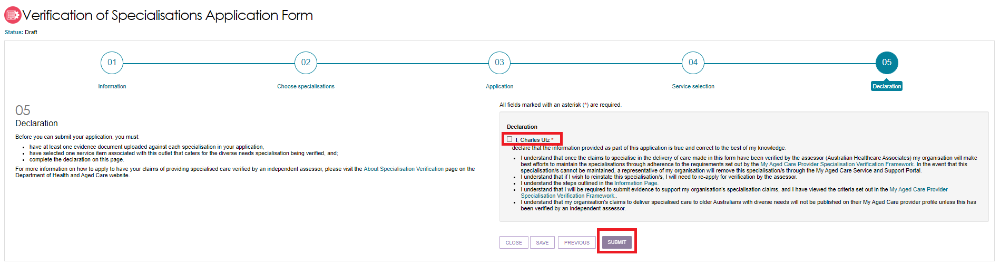 Verification of Specialisations Application Form
Status: Draft
01
02
03
04
05
Information
Choose specialisations
Application
Service selection
Declaration
05
Declaration
Before you can submit your application, you must:
• have at least one evidence document uploaded against each specialisation in your application,
• have selected one service item associated with this outlet that caters for the diverse needs specialisation being verified, and;
• complete the declaration on this page.
For more information on how to apply to have your claims of providing specialised care verified by an independent assessor, please visit the About Specialisation Verification page on the
Department of Health and Aged Care website.
All fields marked with an asterisk (*) are required.
Declaration
I, Charles Utz *
declare that the information provided as part of this application is true and correct to the best of my knowledge.
• I understand that once the claims to specialise in the delivery of care made in this form have been verified by the assessor (Australian Healthcare Associates) my organisation will make
best efforts to maintain the specialisations through adherence to the requirements set out by the My Aged Care Provider Specialisation Verification Framework. In the event that this
specialisation/s cannot be maintained, a representative of my organisation will remove this specialisation/s through the My Aged Care Service and Support Portal.
• I understand that if I wish to reinstate this specialisation/s, I will need to re-apply for verification by the assessor.
• I understand the steps outlined in the Information Page.
• I understand that I will be required to submit evidence to support my organisation's specialisation claims, and I have viewed the criteria set out in the My Aged Care Provider
Specialisation Verification Framework..
• I understand that my organisation's claims to deliver specialised care to older Australians with diverse needs will not be published on their My Aged Care provider profile unless this has
been verified by an independent assessor.
CLOSE
SAVE
PREVIOUS
SUBMIT